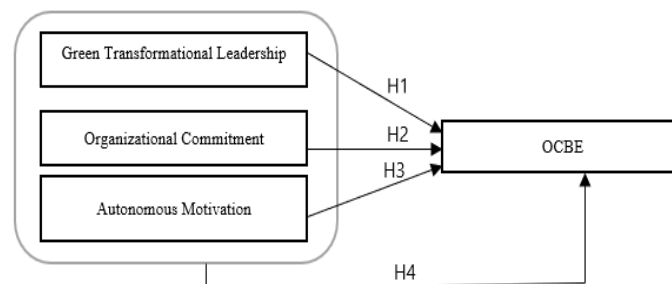 Green Transformational Leadership
H1
Organizational Commitment
H2
OCBE
H3
Autonomous Motivation
H4